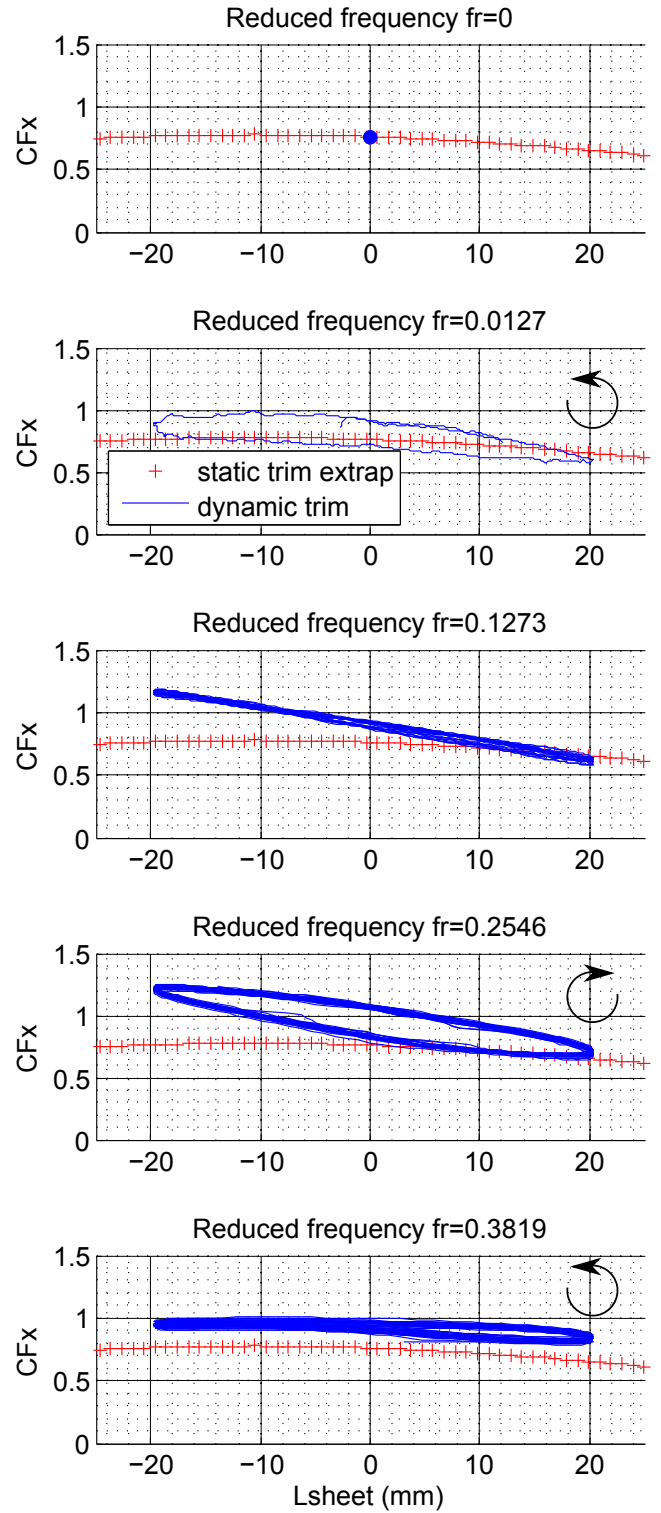 Reduced frequency fr=0
1.5
1
0.5
0
CFx
−20 −10 0 10 20
Reduced frequency fr=0.0127
1.5
1
0.5
0
CFx
static trim extrap
dynamic trim
−20 −10 0 10 20
Reduced frequency fr=0.1273
1.5
1
0.5
0
CFx
−20 −10 0 10 20
Reduced frequency fr=0.2546
1.5
1
0.5
0
CFx
−20 −10 0 10 20
Reduced frequency fr=0.3819
1.5
1
0.5
0
CFx
−20 −10 0 10 20
Lsheet (mm)